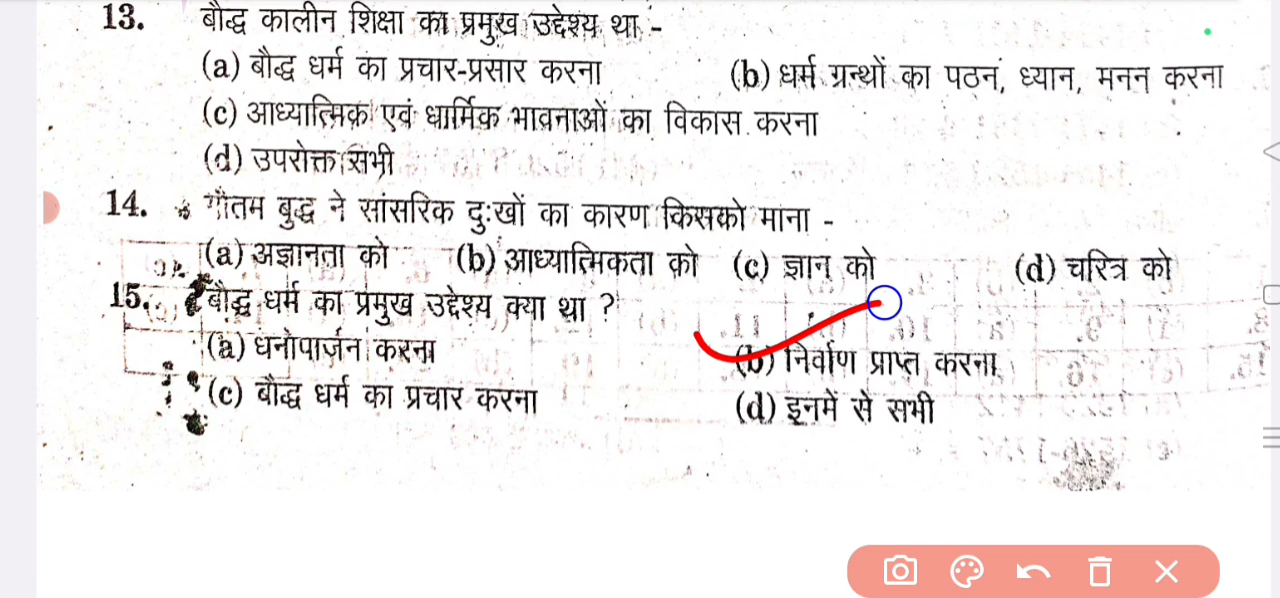 13. बौद्ध कालीन शिक्षा का प्रमुख उद्देश्य था -
(a) बौद्ध धर्म का प्रचार-प्रसार करना (b) धर्म ग्रन्थों का पठन, ध्यान, मनन करना
(c) आध्यात्मिक एवं धार्मिक भावनाओं का विकास करना
(d) उपरोक्त सभी
14. गौतम बुद्ध ने सांसरिक दुःखों का कारण किसको माना -
(a) अज्ञानता को (b) आध्यात्मिकता को (c) ज्ञान को (d) चरित्र को
15. बौद्ध धर्म का प्रमुख उद्देश्य क्या था ?
(a) धनोपार्जन करना (b) निर्वाण प्राप्त करना
(c) बौद्ध धर्म का प्रचार करना (d) इनमें से सभी